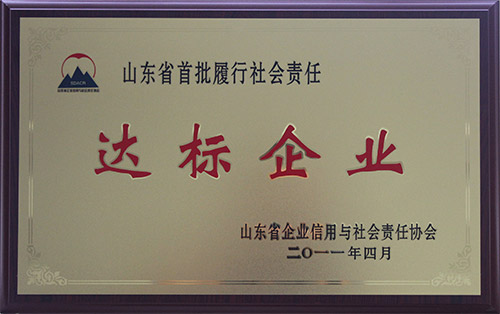 山东省首批履行社会责任
达标企业
山东省企业信用与社会责任协会
二〇一一年四月